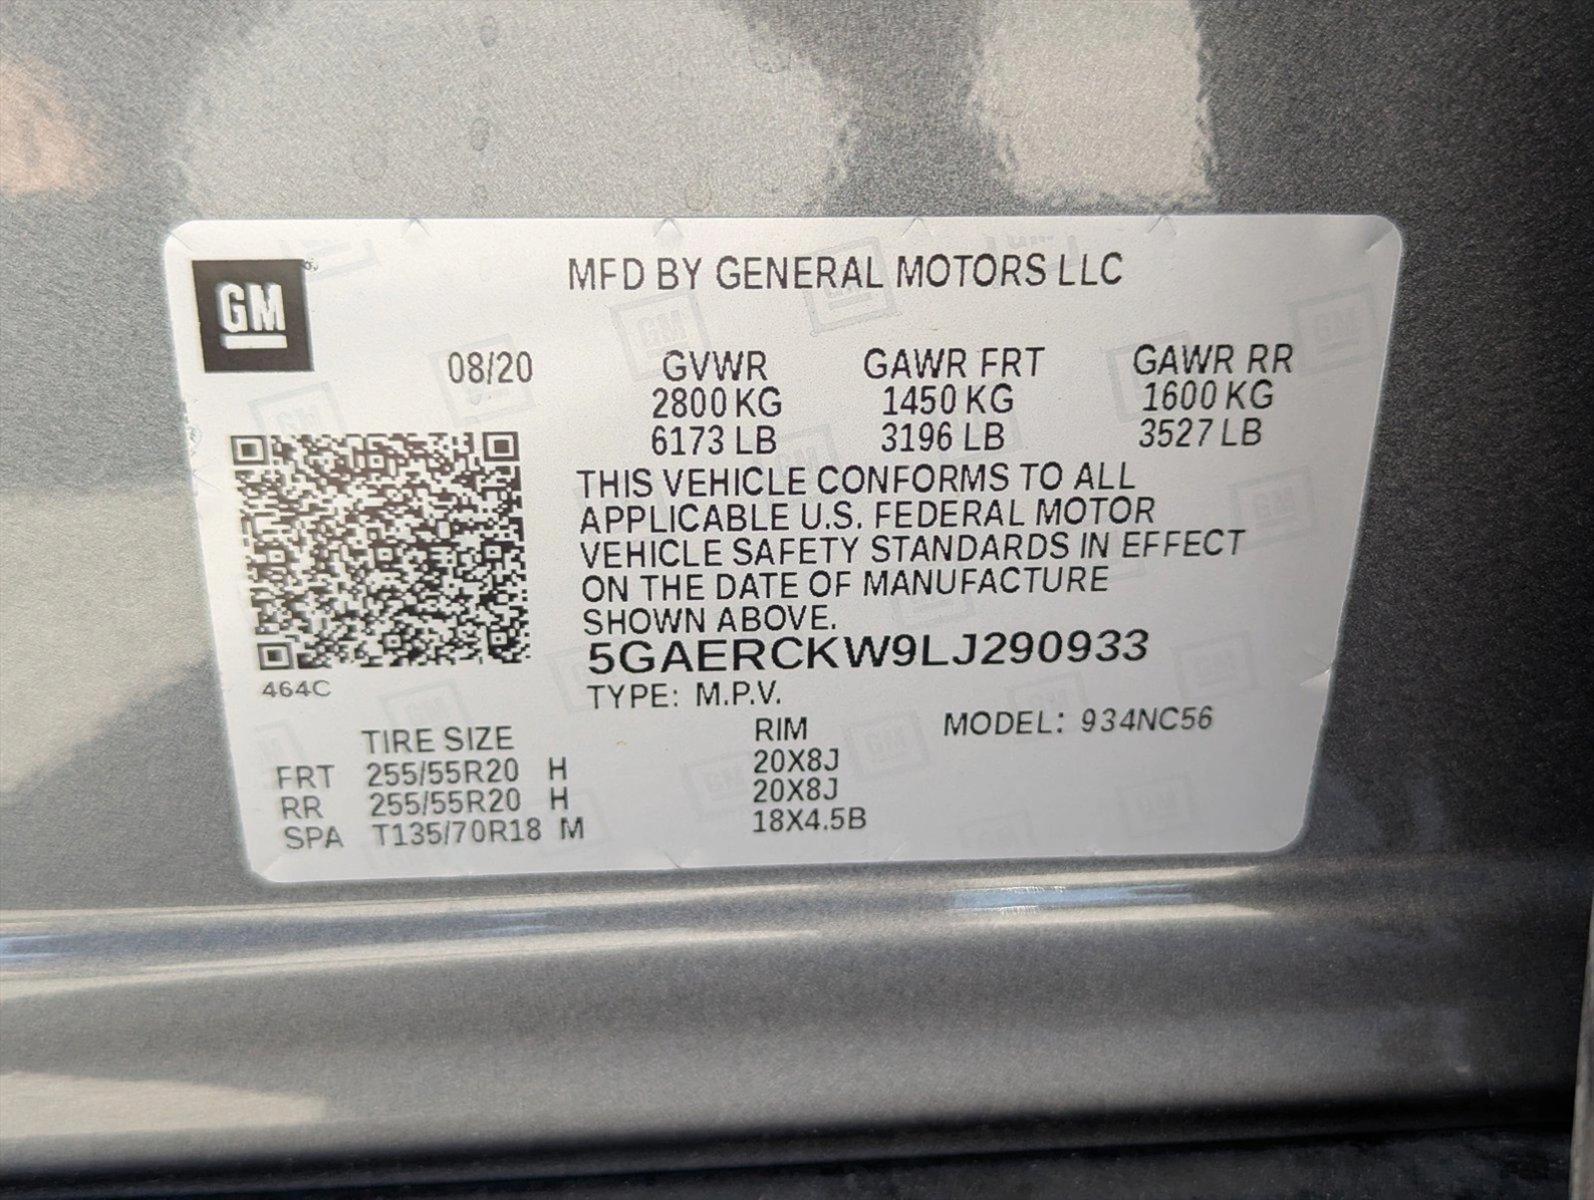 GM
MFD BY GENERAL MOTORS LLC
08/20 GVWR GAWR FRT GAWR RR
2800 KG 1450 KG 1600 KG
6173 LB 3196 LB 3527 LB
THIS VEHICLE CONFORMS TO ALL
APPLICABLE U.S. FEDERAL MOTOR
VEHICLE SAFETY STANDARDS IN EFFECT
ON THE DATE OF MANUFACTURE
SHOWN ABOVE.
5GAERCKW9LJ290933
464C
TYPE: M.P.V.
TIRE SIZE RIM MODEL: 934NC56
FRT 255/55R20 H 20X8J
RR 255/55R20 H 20X8J
SPA T135/70R18 M 18X4.5B